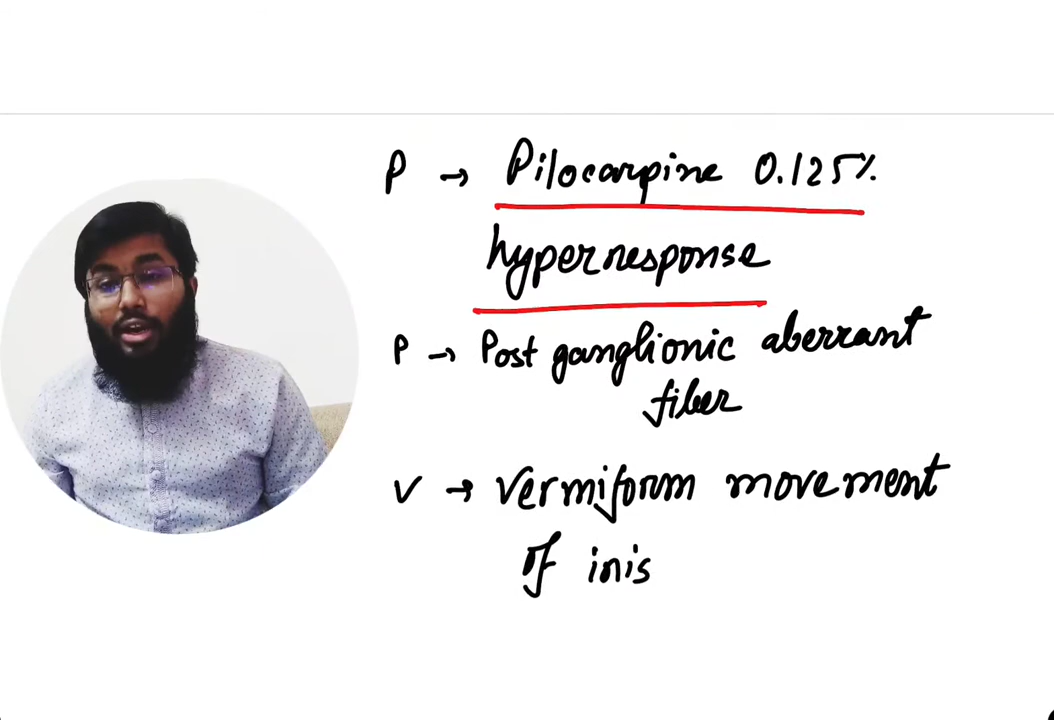 P → Pilocarpine 0.125%
hyperresponse
P → Post ganglionic aberrant
fiber
V → Vermiform movement
of iris